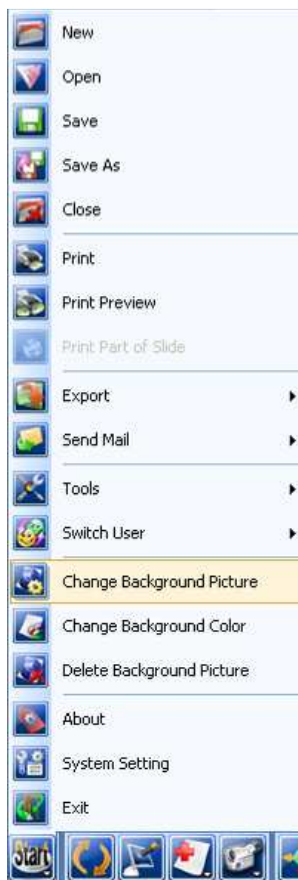 New
Open
Save
Save As
Close
Print
Print Preview
Print Part of Slide
Export
Send Mail
Tools
Switch User
Change Background Picture
Change Background Color
Delete Background Picture
About
System Setting
Exit
Start